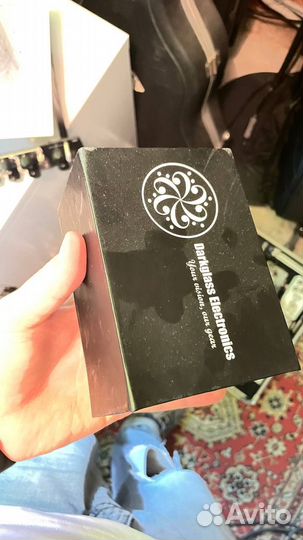 Darkglass Electronics
Your vision, our gear
Avito